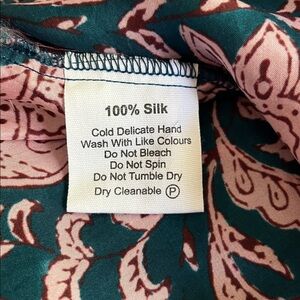 100% Silk
Cold Delicate Hand
Wash With Like Colours
Do Not Bleach
Do Not Spin
Do Not Tumble Dry
Dry Cleanable Ⓟ